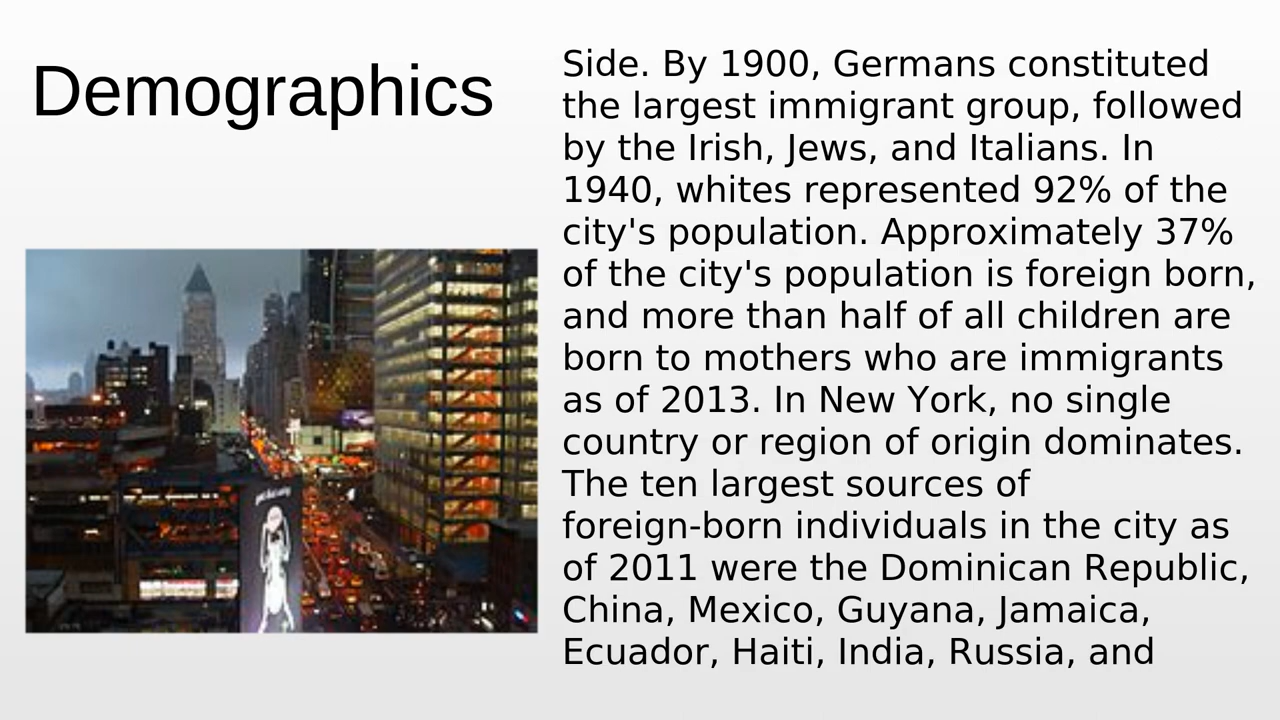 Demographics
Side. By 1900, Germans constituted
the largest immigrant group, followed
by the Irish, Jews, and Italians. In
1940, whites represented 92% of the
city's population. Approximately 37%
of the city's population is foreign born,
and more than half of all children are
born to mothers who are immigrants
as of 2013. In New York, no single
country or region of origin dominates.
The ten largest sources of
foreign-born individuals in the city as
of 2011 were the Dominican Republic,
China, Mexico, Guyana, Jamaica,
Ecuador, Haiti, India, Russia, and